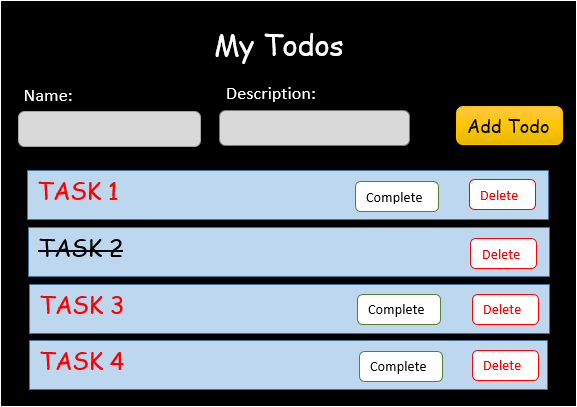 My Todos
Name:
Description:
Add Todo
TASK 1 Complete Delete
TASK 2 Delete
TASK 3 Complete Delete
TASK 4 Complete Delete